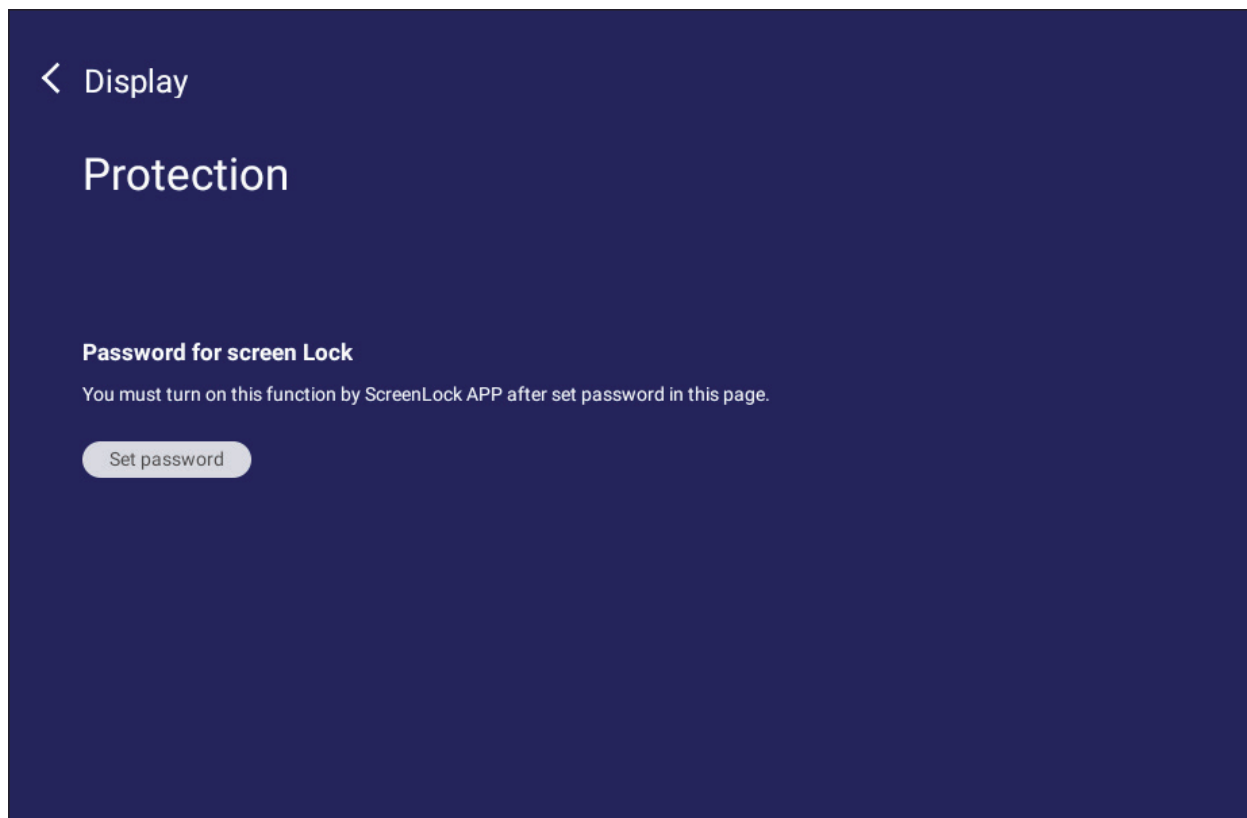 Display
Protection
Password for screen Lock
You must turn on this function by ScreenLock APP after set password in this page.
Set password